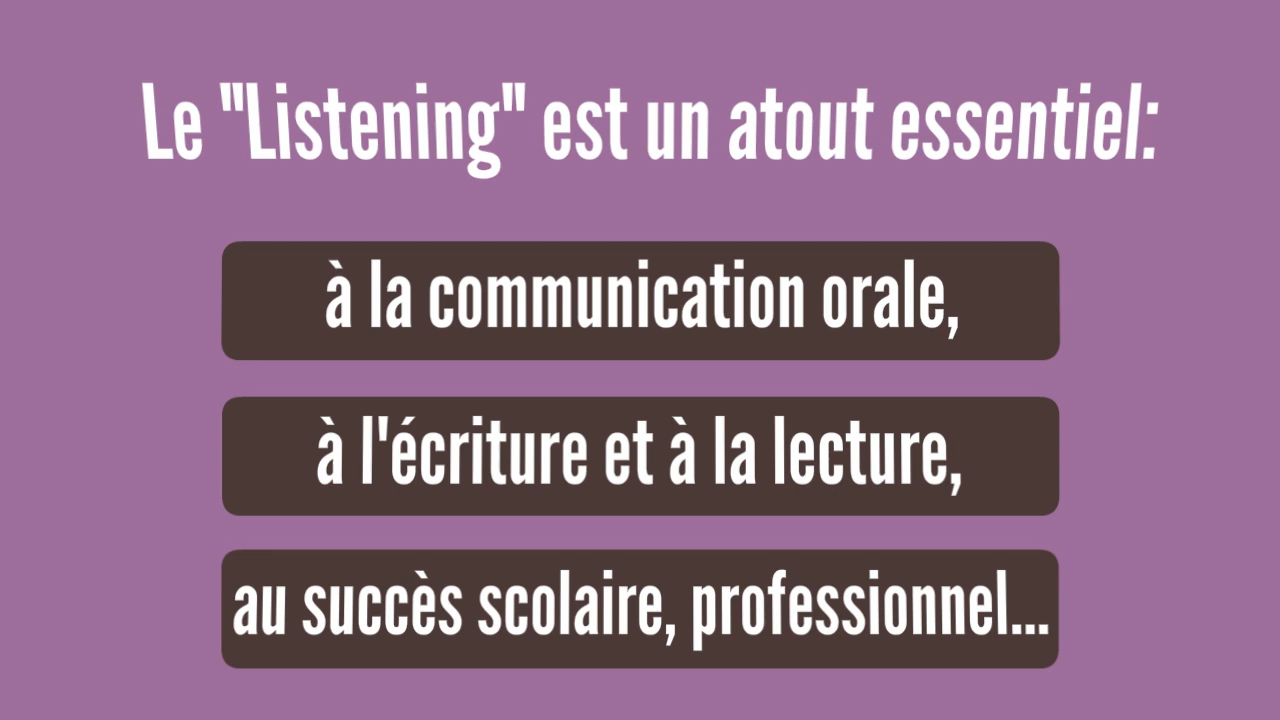 Le "Listening" est un atout essentiel:
à la communication orale,
à l'écriture et à la lecture,
au succès scolaire, professionnel...